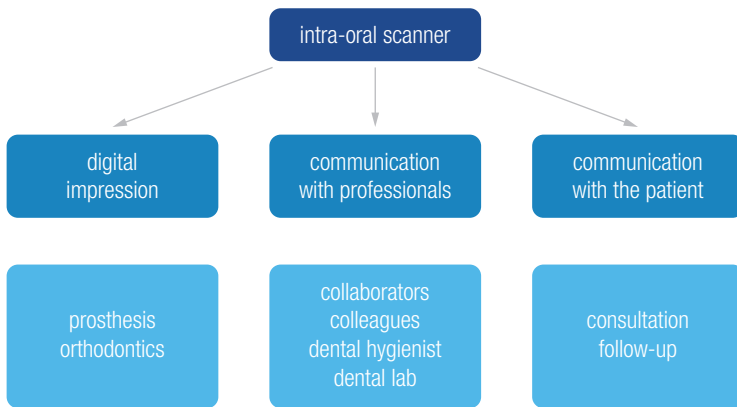 intra-oral scanner
digital
impression
communication
with professionals
communication
with the patient
prosthesis
orthodontics
collaborators
colleagues
dental hygienist
dental lab
consultation
follow-up